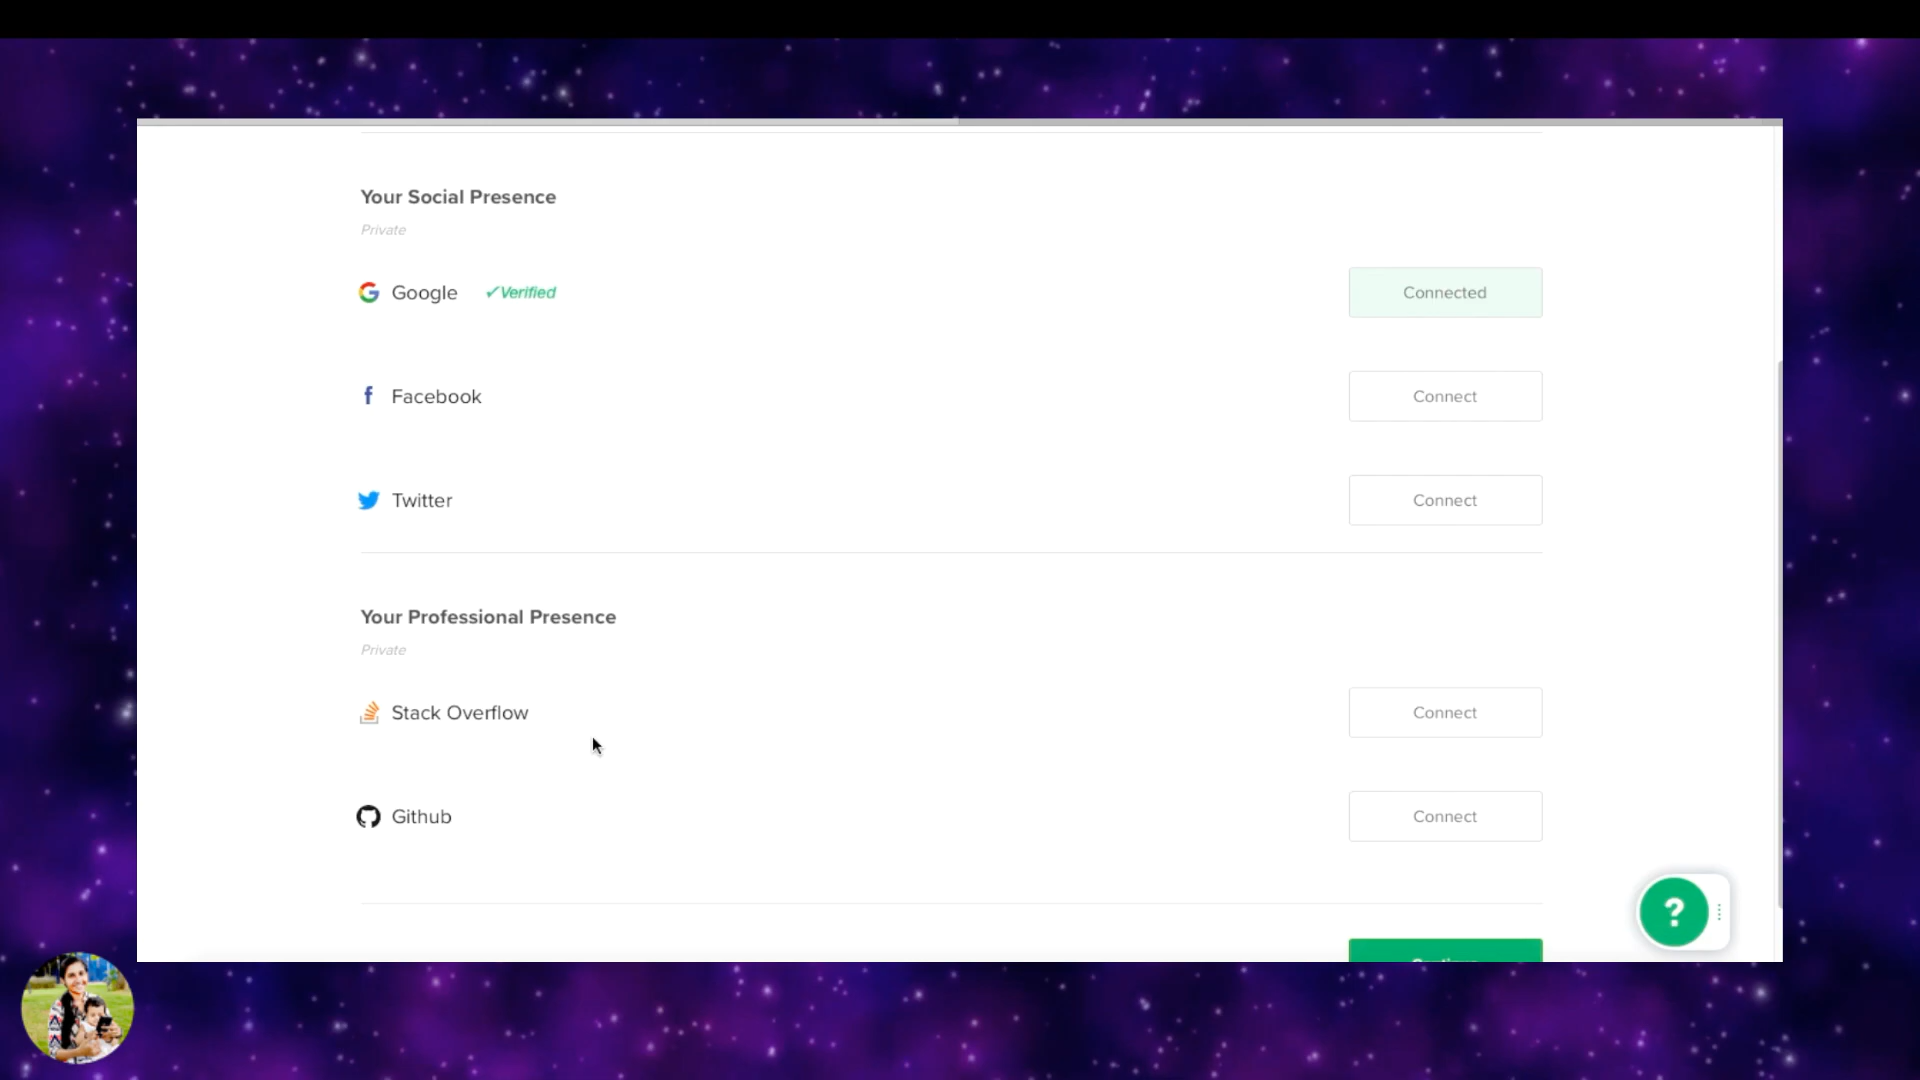 Your Social Presence
Private
Google ✓Verified Connected
Facebook Connect
Twitter Connect
Your Professional Presence
Private
Stack Overflow Connect
Github Connect
?